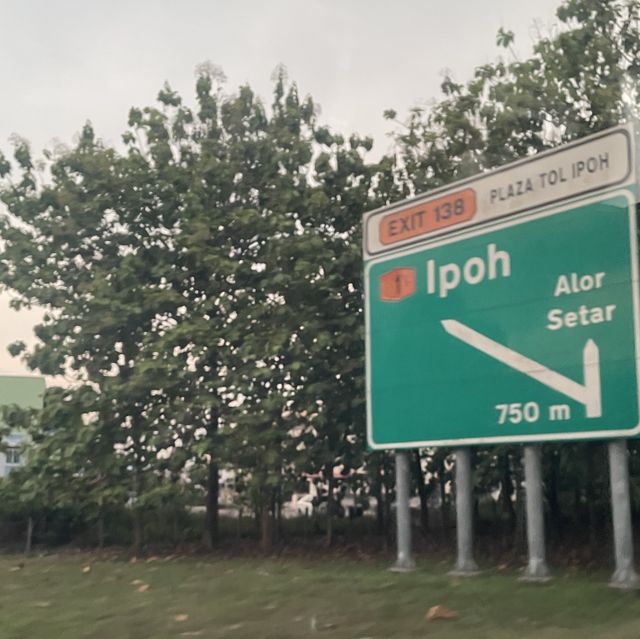 EXIT 138 PLAZA TOL IPOH
1 Ipoh
Alor
Setar
750 m